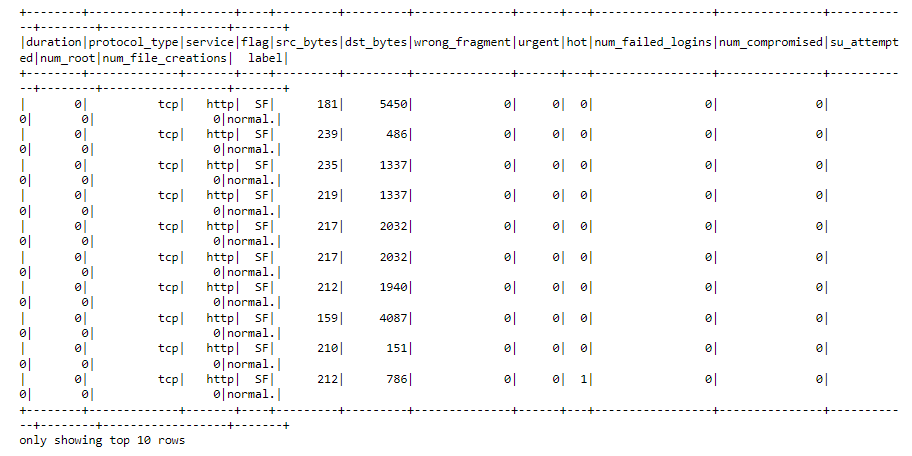 +--------+-------------+-------+----+---------+---------+--------------+------+---+-----------------+---------------+----------
--+--------+------------------+-------+
|duration|protocol_type|service|flag|src_bytes|dst_bytes|wrong_fragment|urgent|hot|num_failed_logins|num_compromised|su_attempt
ed|num_root|num_file_creations|  label|
+--------+-------------+-------+----+---------+---------+--------------+------+---+-----------------+---------------+----------
--+--------+------------------+-------+
|       0|          tcp|   http|  SF|      181|     5450|             0|     0|  0|                0|              0|
0|       0|                 0|normal.|
|       0|          tcp|   http|  SF|      239|      486|             0|     0|  0|                0|              0|
0|       0|                 0|normal.|
|       0|          tcp|   http|  SF|      235|     1337|             0|     0|  0|                0|              0|
0|       0|                 0|normal.|
|       0|          tcp|   http|  SF|      219|     1337|             0|     0|  0|                0|              0|
0|       0|                 0|normal.|
|       0|          tcp|   http|  SF|      217|     2032|             0|     0|  0|                0|              0|
0|       0|                 0|normal.|
|       0|          tcp|   http|  SF|      217|     2032|             0|     0|  0|                0|              0|
0|       0|                 0|normal.|
|       0|          tcp|   http|  SF|      212|     1940|             0|     0|  0|                0|              0|
0|       0|                 0|normal.|
|       0|          tcp|   http|  SF|      159|     4087|             0|     0|  0|                0|              0|
0|       0|                 0|normal.|
|       0|          tcp|   http|  SF|      210|      151|             0|     0|  0|                0|              0|
0|       0|                 0|normal.|
|       0|          tcp|   http|  SF|      212|      786|             0|     0|  1|                0|              0|
0|       0|                 0|normal.|
+--------+-------------+-------+----+---------+---------+--------------+------+---+-----------------+---------------+----------
--+--------+------------------+-------+
only showing top 10 rows